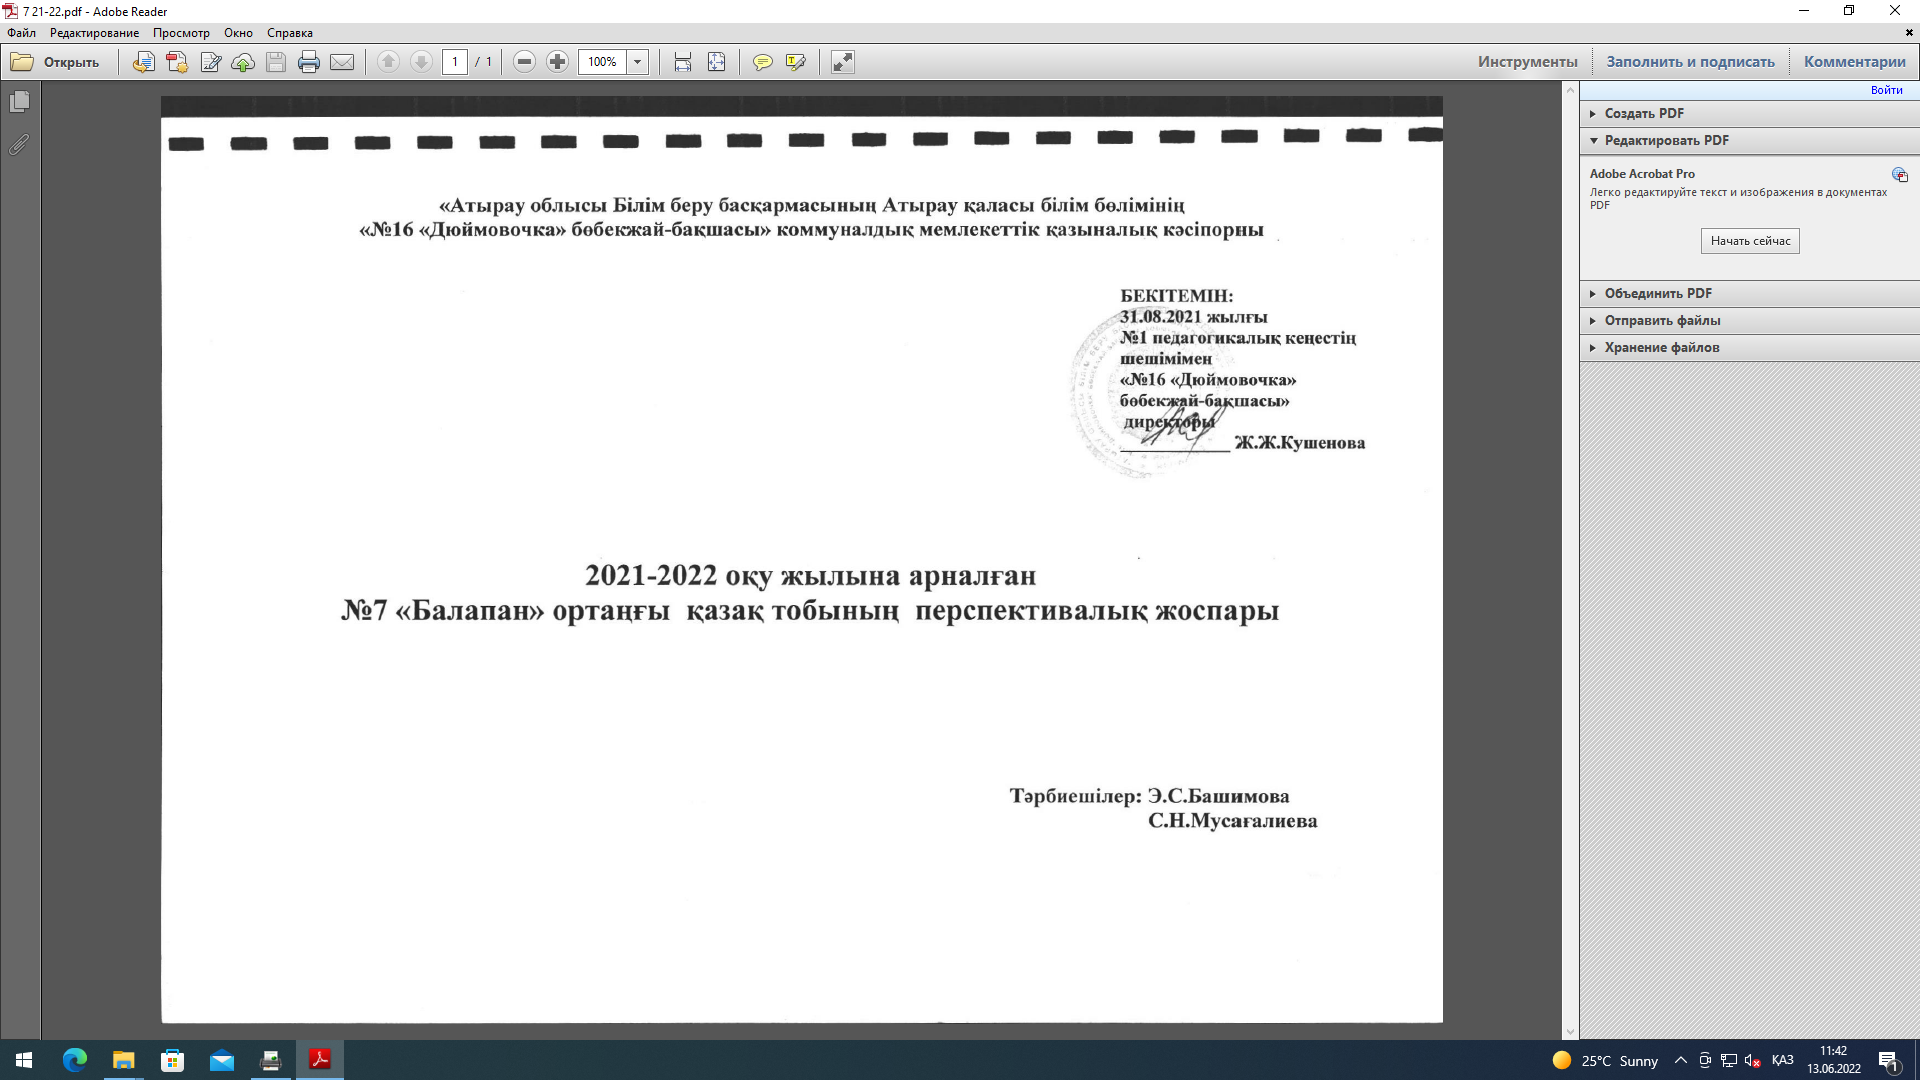 7 21-22.pdf - Adobe Reader
Файл Редактирование Просмотр Окно Справка
Открыть 1 / 1 100% Инструменты Заполнить и подписать Комментарии
Войти
Создать PDF
Редактировать PDF
Adobe Acrobat Pro
Легко редактируйте текст и изображения в документах
PDF
Начать сейчас
Объединить PDF
Отправить файлы
Хранение файлов
«Атырау облысы Білім беру басқармасының Атырау қаласы білім бөлімінің
«№16 «Дюймовочка» бөбекжай-бақшасы» коммуналдық мемлекеттік қазыналық кәсіпорны
БЕКІТЕМІН:
31.08.2021 жылғы
№1 педагогикалық кеңестің
шешімімен
«№16 «Дюймовочка»
бөбекжай-бақшасы»
директоры
Ж.Ж.Кушенова
2021-2022 оқу жылына арналған
№7 «Балапан» ортаңғы қазақ тобының перспективалық жоспары
Тәрбиешілер: Э.С.Башимова
С.Н.Мусағалиева
25°C Sunny ҚАЗ 11:42
13.06.2022
1